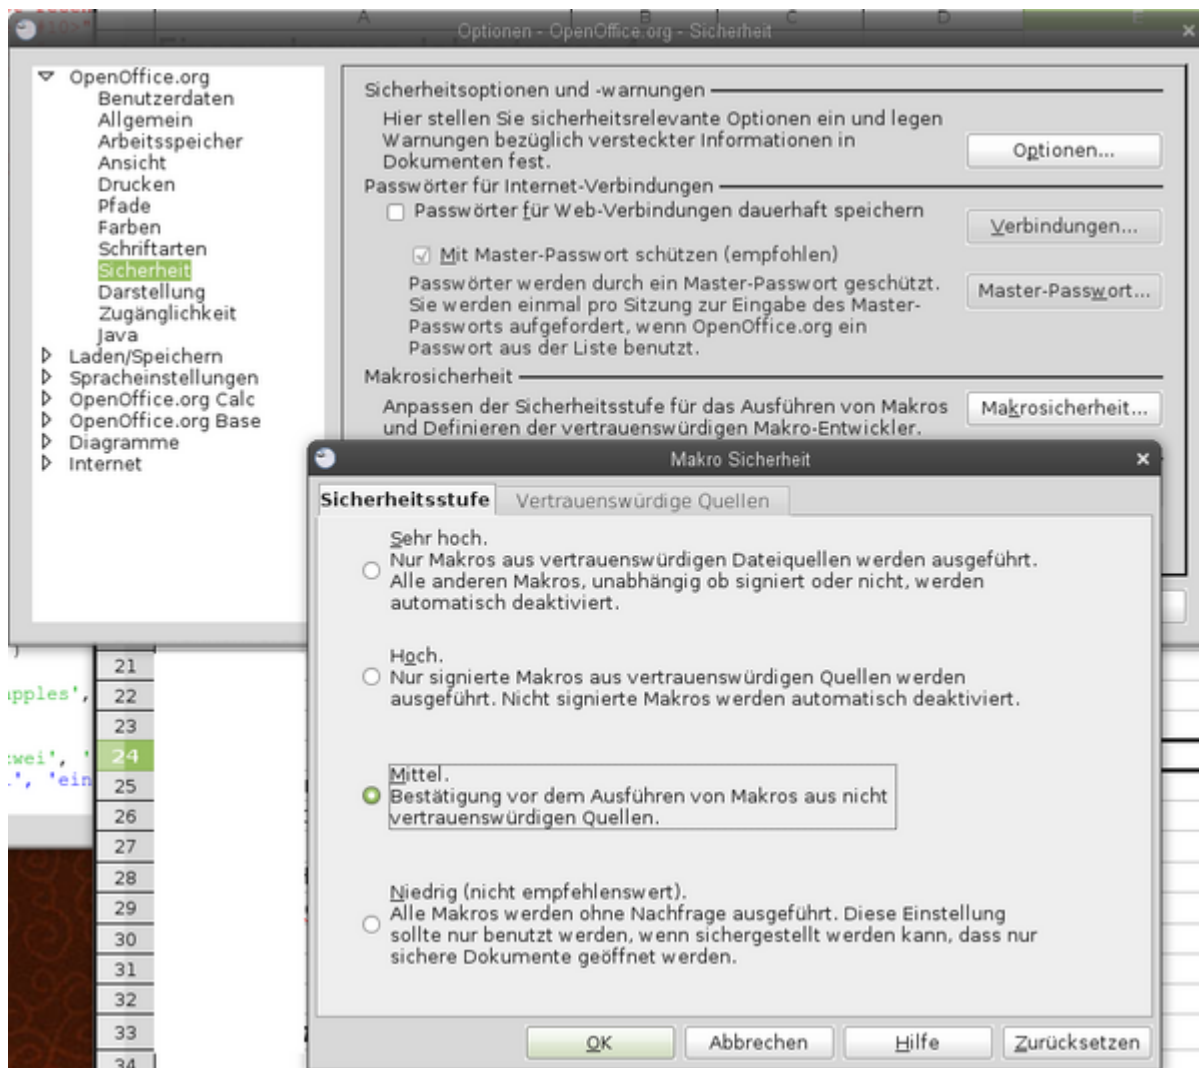 A B C D E
#10>"
Optionen - OpenOffice.org - Sicherheit
OpenOffice.org
Benutzerdaten
Allgemein
Arbeitsspeicher
Ansicht
Drucken
Pfade
Farben
Schriftarten
Sicherheit
Darstellung
Zugänglichkeit
Java
Laden/Speichern
Spracheinstellungen
OpenOffice.org Calc
OpenOffice.org Base
Diagramme
Internet
Sicherheitsoptionen und -warnungen
Hier stellen Sie sicherheitsrelevante Optionen ein und legen
Warnungen bezüglich versteckter Informationen in
Dokumenten fest.
Optionen...
Passwörter für Internet-Verbindungen
Passwörter für Web-Verbindungen dauerhaft speichern
Verbindungen...
Mit Master-Passwort schützen (empfohlen)
Passwörter werden durch ein Master-Passwort geschützt.
Sie werden einmal pro Sitzung zur Eingabe des Master-
Passworts aufgefordert, wenn OpenOffice.org ein
Passwort aus der Liste benutzt.
Master-Passwort...
Makrosicherheit
Anpassen der Sicherheitsstufe für das Ausführen von Makros
und Definieren der vertrauenswürdigen Makro-Entwickler.
Makrosicherheit...
Makro Sicherheit
Sicherheitsstufe Vertrauenswürdige Quellen
Sehr hoch.
Nur Makros aus vertrauenswürdigen Dateiquellen werden ausgeführt.
Alle anderen Makros, unabhängig ob signiert oder nicht, werden
automatisch deaktiviert.
Hoch.
Nur signierte Makros aus vertrauenswürdigen Quellen werden
ausgeführt. Nicht signierte Makros werden automatisch deaktiviert.
Mittel.
Bestätigung vor dem Ausführen von Makros aus nicht
vertrauenswürdigen Quellen.
Niedrig (nicht empfehlenswert).
Alle Makros werden ohne Nachfrage ausgeführt. Diese Einstellung
sollte nur benutzt werden, wenn sichergestellt werden kann, dass nur
sichere Dokumente geöffnet werden.
OK Abbrechen Hilfe Zurücksetzen
)
apples',
zwei', '
', 'ein
21
22
23
24
25
26
27
28
29
30
31
32
33
34